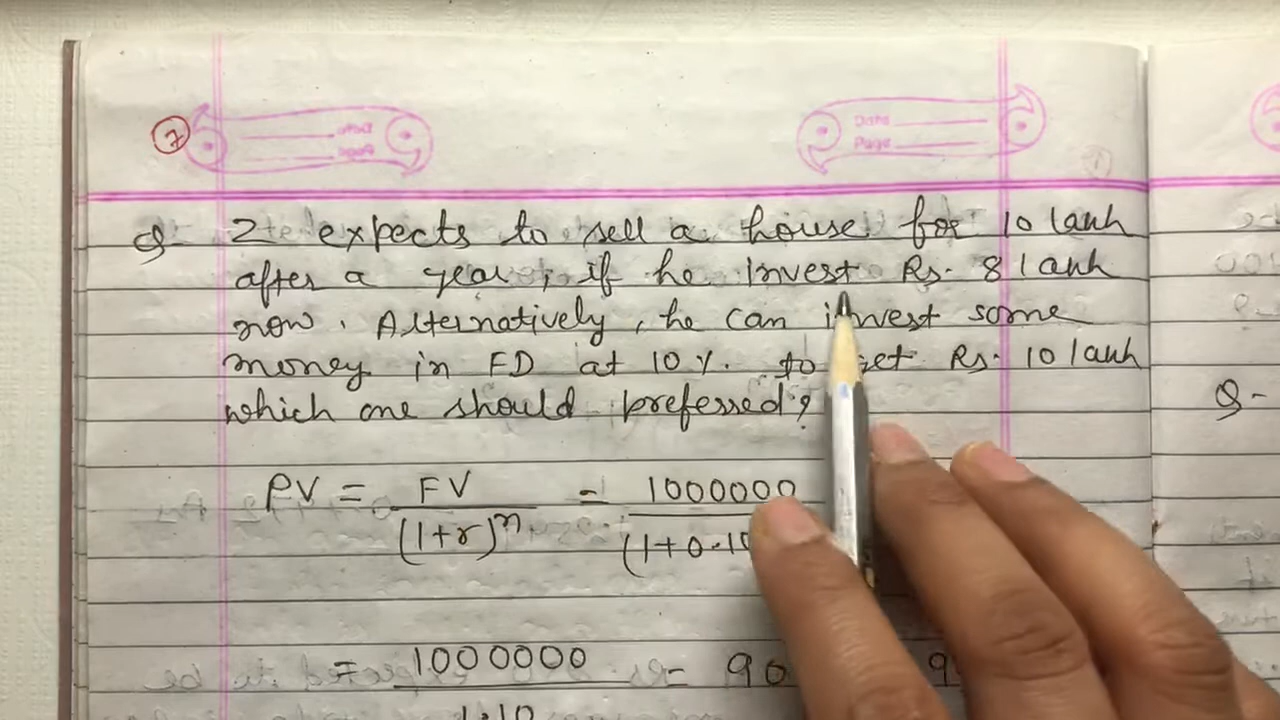 7
Date
Page
Q- Z expects to sell a house for 10 lakh
after a year, if he invest Rs. 8 lakh
now. Alternatively, he can invest some
money in FD at 10%. to get Rs. 10 lakh
which one should preferred?
Q-
PV = FV / (1+r)^n = 1000000 / (1+0.10
= 1000000 / 1.10 = 90 9